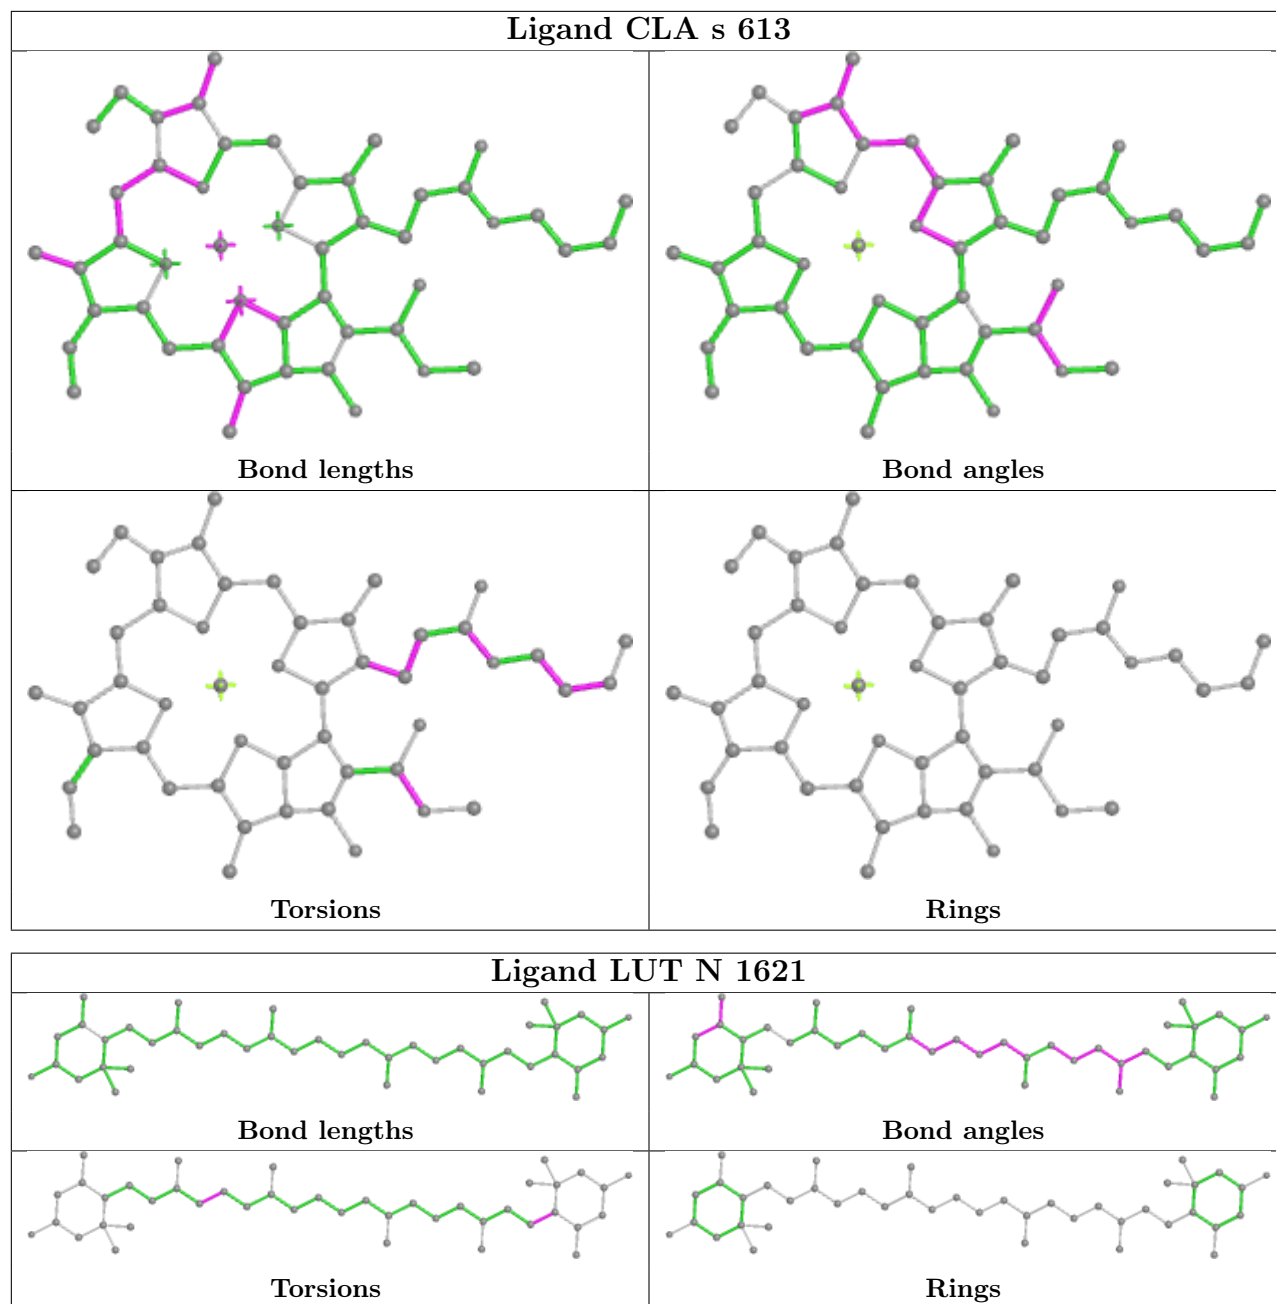 Ligand CLA s 613
Bond lengths
Bond angles
Torsions
Rings
Ligand LUT N 1621
Bond lengths
Bond angles
Torsions
Rings